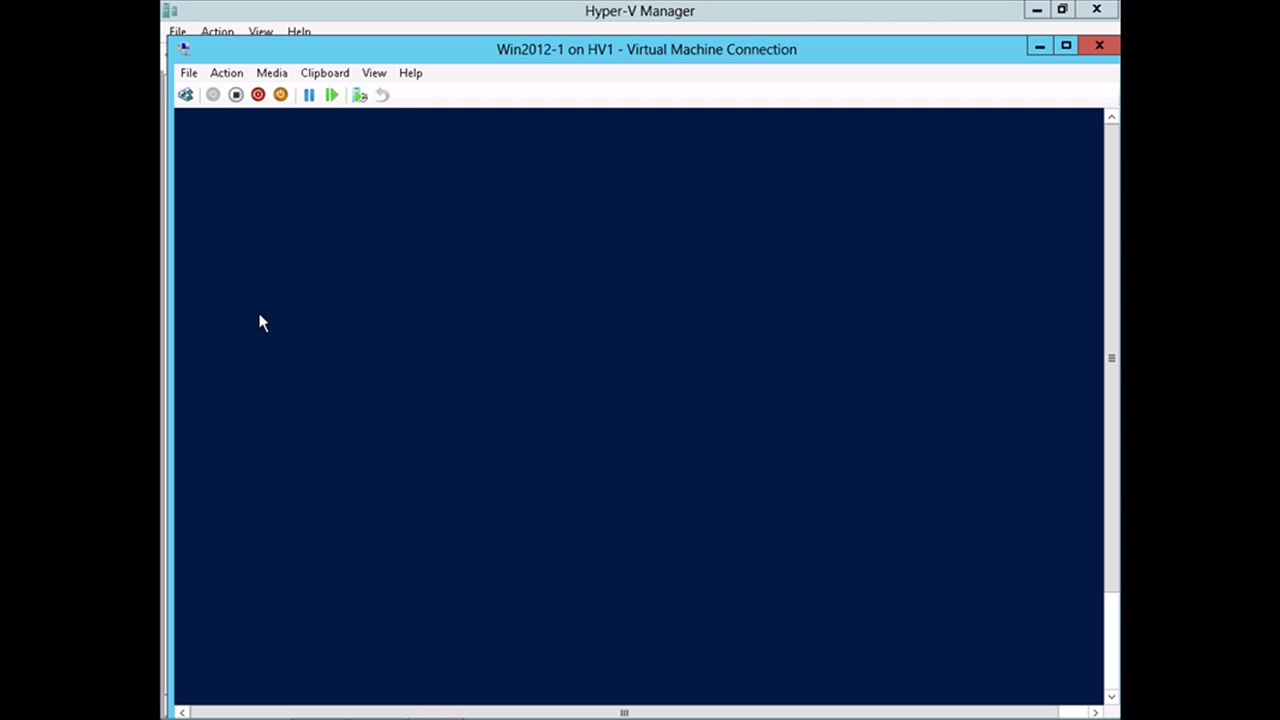 Hyper-V Manager
File Action View Help
Win2012-1 on HV1 - Virtual Machine Connection
File Action Media Clipboard View Help